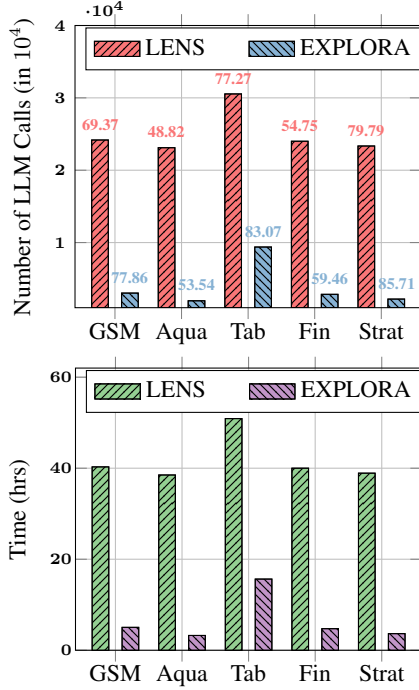 ·10⁴
4
LENS
EXPLORA
77.27
69.37
48.82
54.75
79.79
3
2
1
83.07
77.86
53.54
59.46
85.71
Number of LLM Calls (in 10⁴)
GSM Aqua Tab Fin Strat
LENS
EXPLORA
60
40
20
0
Time (hrs)
GSM Aqua Tab Fin Strat